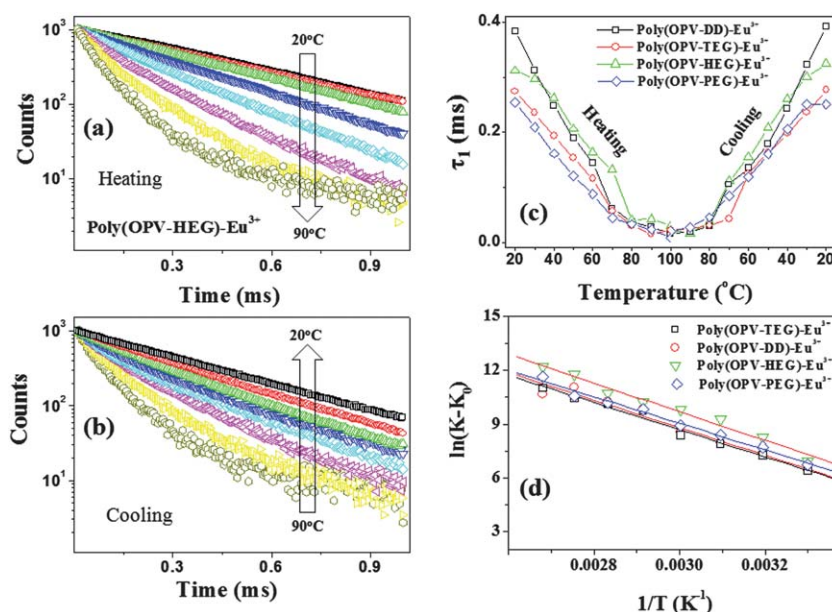 10³
10²
10¹
Counts
(a)
20°C
Heating
Poly(OPV-HEG)-Eu³⁺
90°C
0.3
0.6
0.9
Time (ms)
10³
10²
10¹
Counts
(b)
20°C
Cooling
90°C
0.3
0.6
0.9
Time (ms)
0.4
0.2
0.0
τ₁ (ms)
Poly(OPV-DD)-Eu³⁺
Poly(OPV-TEG)-Eu³⁺
Poly(OPV-HEG)-Eu³⁺
Poly(OPV-PEG)-Eu³⁺
Heating
Cooling
(c)
20 40 60 80 100 80 60 40 20
Temperature (°C)
15
12
9
6
3
ln(K-K₀)
Poly(OPV-TEG)-Eu³⁺
Poly(OPV-DD)-Eu³⁺
Poly(OPV-HEG)-Eu³⁺
Poly(OPV-PEG)-Eu³⁺
(d)
0.0028
0.0030
0.0032
1/T (K⁻¹)